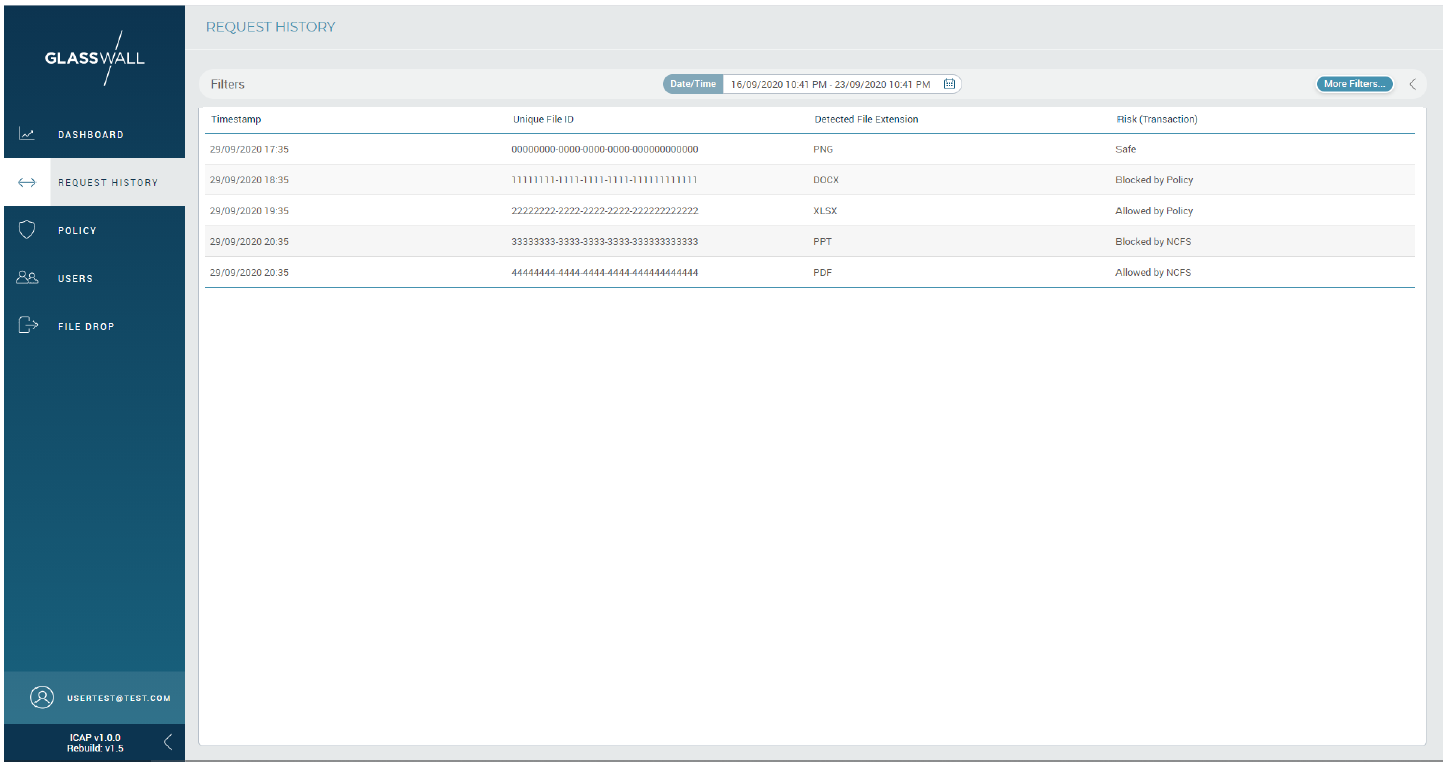 GLASSWALL
DASHBOARD
REQUEST HISTORY
POLICY
USERS
FILE DROP
USERTEST@TEST.COM
ICAP v1.0.0
Rebuild: v1.5
REQUEST HISTORY
Filters Date/Time 16/09/2020 10:41 PM - 23/09/2020 10:41 PM More Filters...
Timestamp Unique File ID Detected File Extension Risk (Transaction)
29/09/2020 17:35 00000000-0000-0000-0000-000000000000 PNG Safe
29/09/2020 18:35 11111111-1111-1111-1111-111111111111 DOCX Blocked by Policy
29/09/2020 19:35 22222222-2222-2222-2222-222222222222 XLSX Allowed by Policy
29/09/2020 20:35 33333333-3333-3333-3333-333333333333 PPT Blocked by NCFS
29/09/2020 20:35 44444444-4444-4444-4444-444444444444 PDF Allowed by NCFS